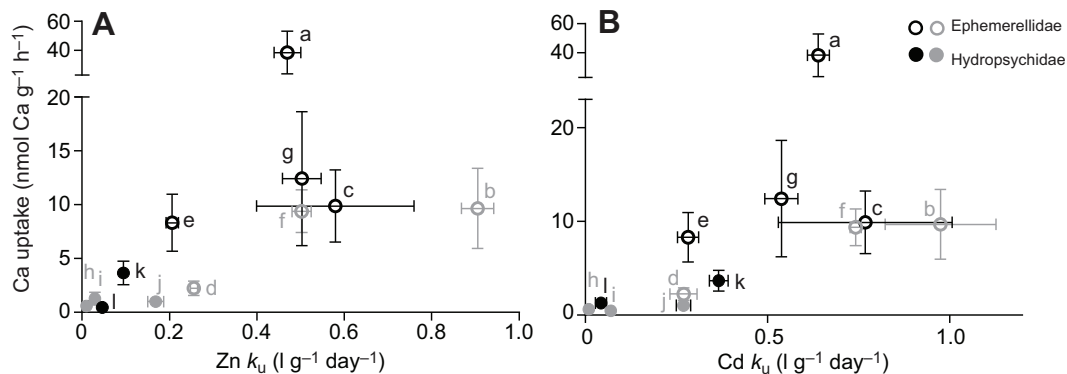 A
B
Ephemerellidae
Hydropsychidae
Ca uptake (nmol Ca g⁻¹ h⁻¹)
60
40
20
15
10
5
0
a
g
c
b
f
e
d
k
j
h
i
l
0
0.2
0.4
0.6
0.8
1.0
Zn kᵤ (l g⁻¹ day⁻¹)
60
40
20
10
0
a
g
c
b
f
e
d
k
j
h
l
i
0
0.5
1.0
Cd kᵤ (l g⁻¹ day⁻¹)